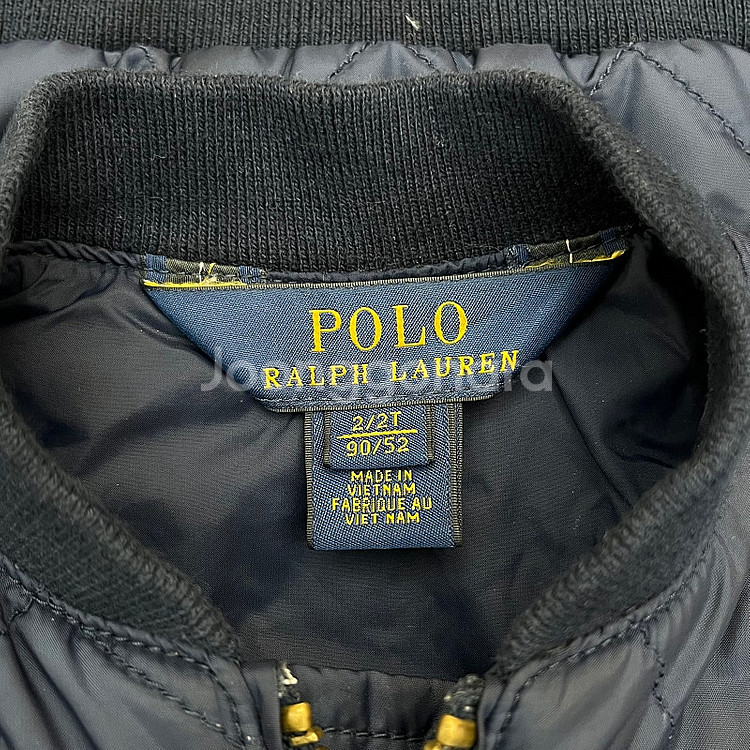 POLO
RALPH LAUREN
2/2T
90/52
MADE IN
VIETNAM
FABRIQUE AU
VIET NAM